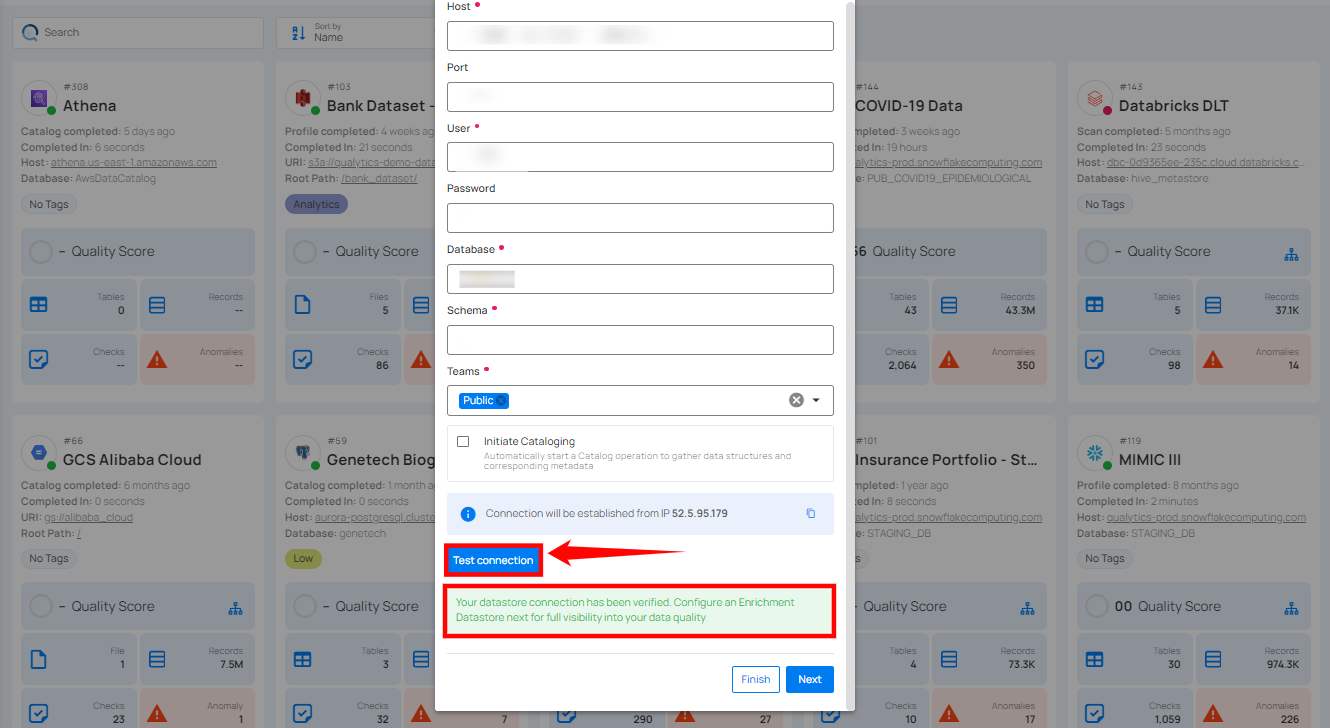 Search
Sort by
Name
#308
Athena
Catalog completed: 5 days ago
Completed In: 6 seconds
Host: athena.us-east-1.amazonaws.com
Database: AwsDataCatalog
No Tags
– Quality Score
Tables
0
Records
--
Checks
--
Anomalies
--
#103
Bank Dataset -
Profile completed: 4 weeks ag
Completed In: 21 seconds
URI: s3a://qualytics-demo-data
Root Path: /bank_dataset/
Analytics
– Quality Score
Files
5
Checks
86
Host
Port
User
Password
Database
Schema
Teams
Public
Initiate Cataloging
Automatically start a Catalog operation to gather data structures and
corresponding metadata
Connection will be established from IP 52.5.95.179
Test connection
Your datastore connection has been verified. Configure an Enrichment
Datastore next for full visibility into your data quality
Finish
Next
#144
COVID-19 Data
mpleted: 3 weeks ago
ed In: 19 hours
alytics-prod.snowflakecomputing.com
e: PUB_COVID19_EPIDEMIOLOGICAL
66 Quality Score
Tables
43
Records
43.3M
Checks
2,064
Anomalies
350
#143
Databricks DLT
Scan completed: 5 months ago
Completed In: 23 seconds
Host: dbc-0d9365ee-235c.cloud.databricks.c...
Database: hive_metastore
No Tags
– Quality Score
Tables
5
Records
37.1K
Checks
98
Anomalies
14
#66
GCS Alibaba Cloud
Catalog completed: 6 months ago
Completed In: 0 seconds
URI: gs://alibaba_cloud
Root Path: /
No Tags
– Quality Score
File
1
Records
7.5M
Checks
23
Anomaly
1
#59
Genetech Biog
Catalog completed: 1 month a
Completed In: 0 seconds
Host: aurora-postgresql.cluste
Database: genetech
Low
– Quality Score
Tables
3
Checks
32
7
290
27
#101
Insurance Portfolio - St...
mpleted: 1 year ago
ed In: 8 seconds
alytics-prod.snowflakecomputing.com
e: STAGING_DB
s
Quality Score
Tables
4
Records
73.3K
Checks
10
Anomalies
17
#119
MIMIC III
Profile completed: 8 months ago
Completed In: 2 minutes
Host: qualytics-prod.snowflakecomputing.com
Database: STAGING_DB
No Tags
00 Quality Score
Tables
30
Records
974.3K
Checks
1,059
Anomalies
226